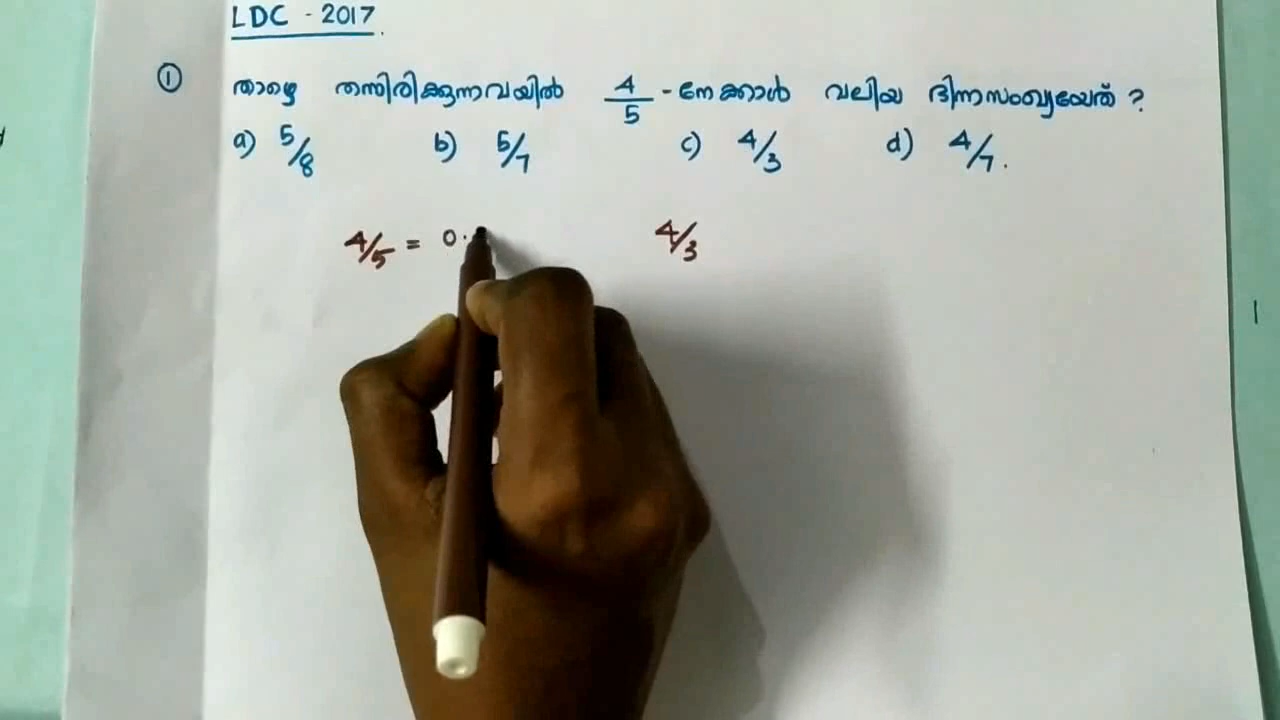 LDC - 2017
① താഴെ തന്നിരിക്കുന്നവയിൽ 4/5 -നേക്കാൾ വലിയ ഭിന്നസംഖ്യയേത് ?
a) 5/8 b) 5/7 c) 4/3 d) 4/7.
4/5 = 0. 4/3